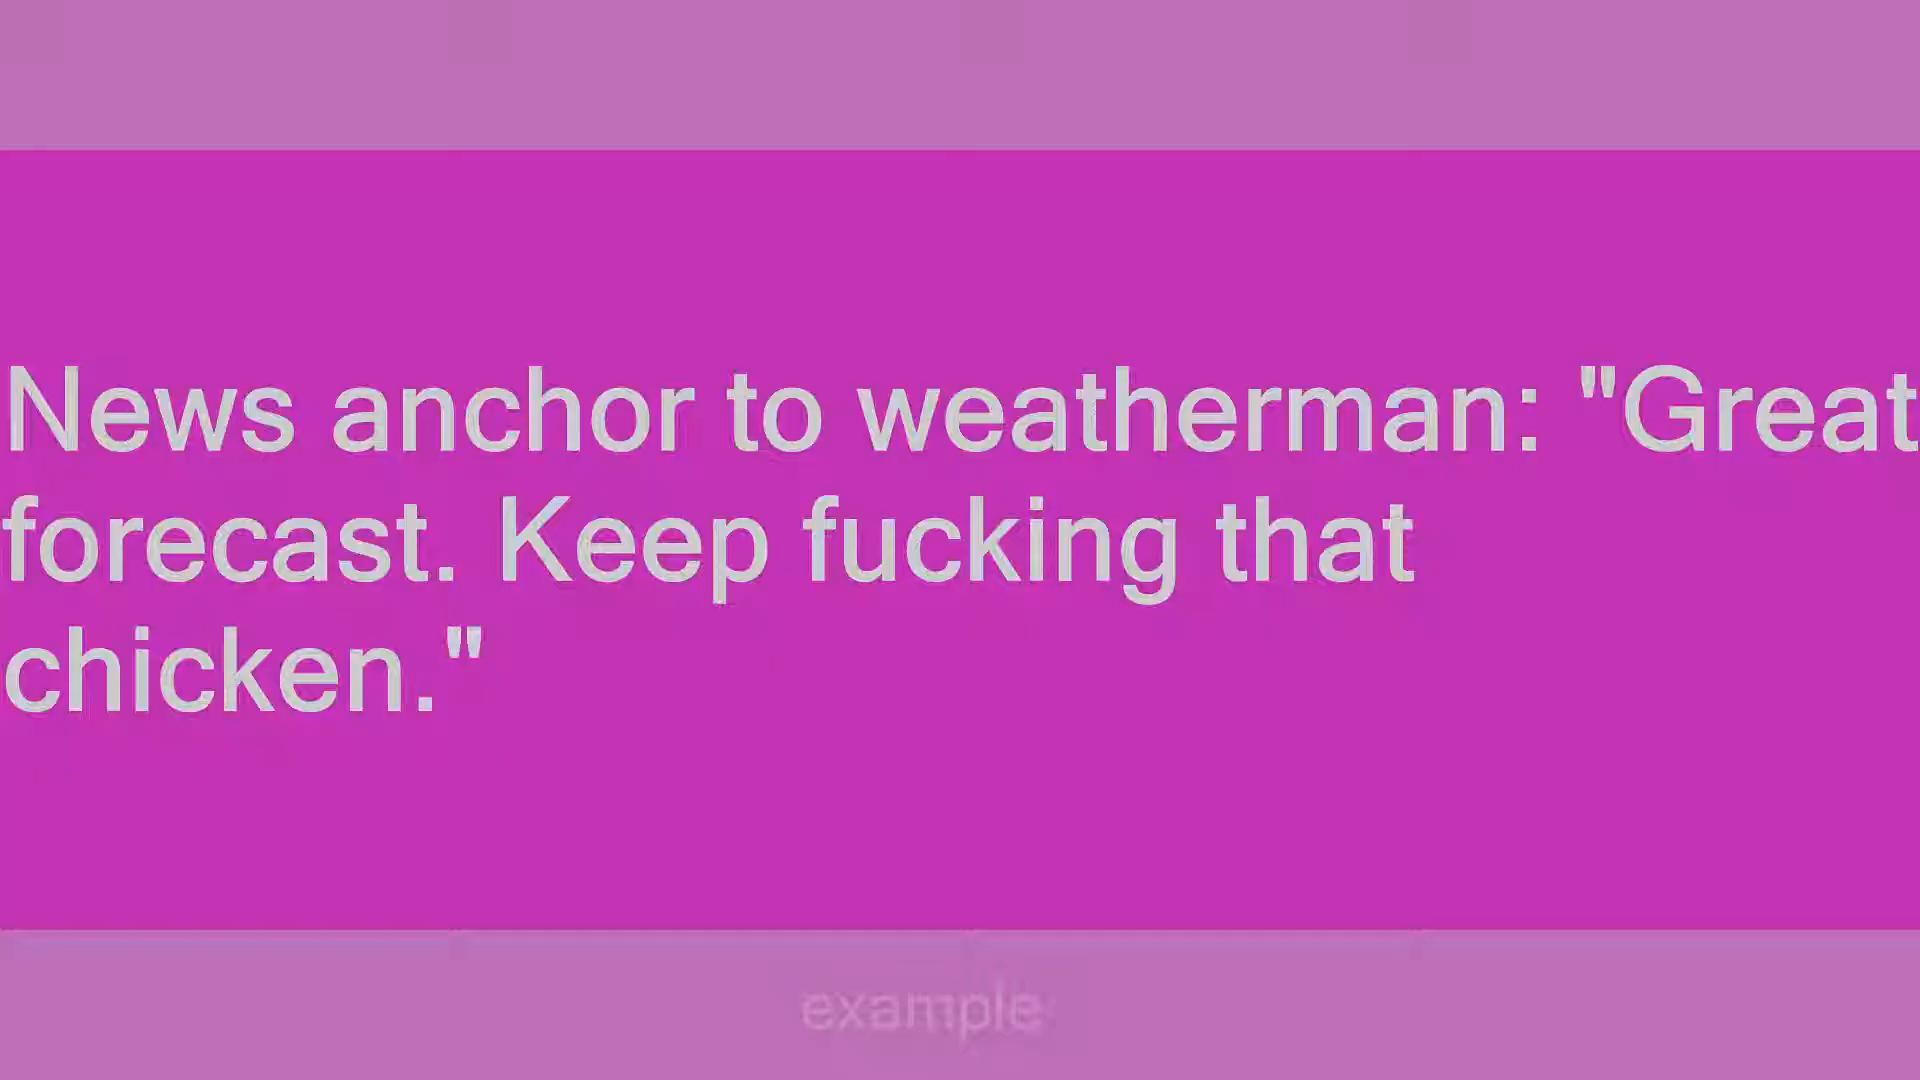 News anchor to weatherman: "Great
forecast. Keep fucking that
chicken."
example